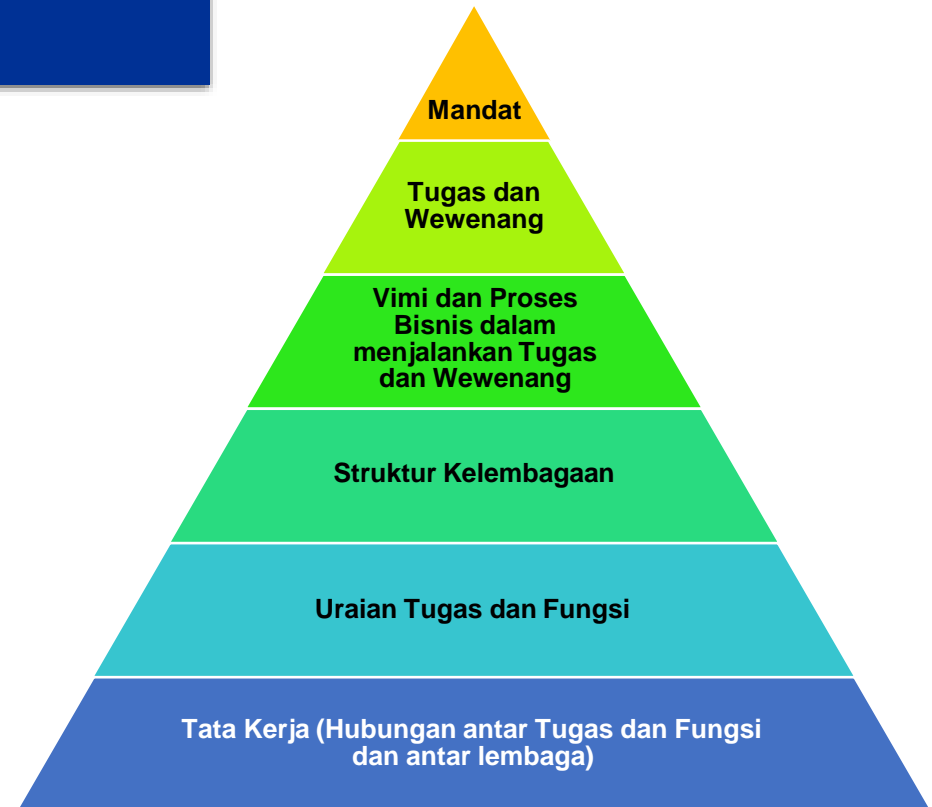 Mandat
Tugas dan
Wewenang
Vimi dan Proses
Bisnis dalam
menjalankan Tugas
dan Wewenang
Struktur Kelembagaan
Uraian Tugas dan Fungsi
Tata Kerja (Hubungan antar Tugas dan Fungsi
dan antar lembaga)